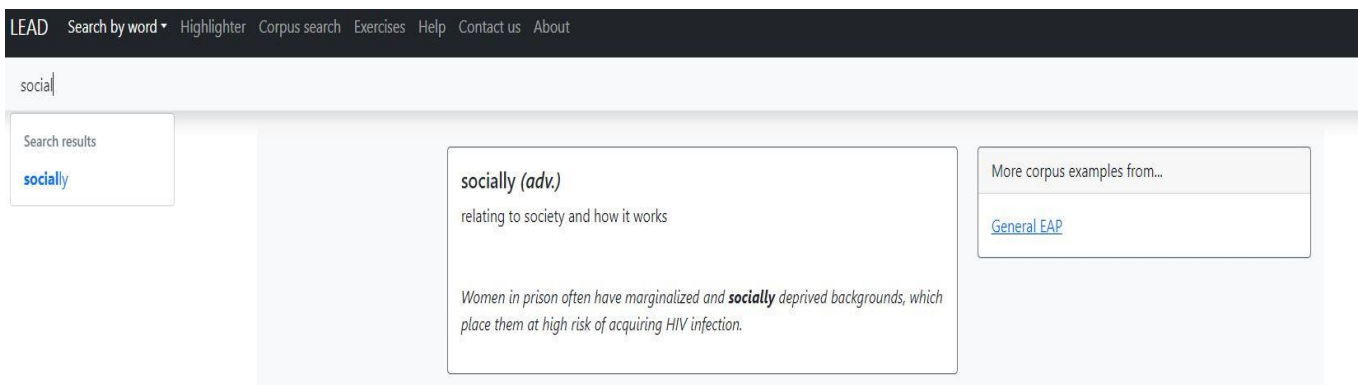 LEAD Search by word Highlighter Corpus search Exercises Help Contact us About
social
Search results
socially
socially (adv.)
relating to society and how it works
Women in prison often have marginalized and socially deprived backgrounds, which
place them at high risk of acquiring HIV infection.
More corpus examples from...
General EAP